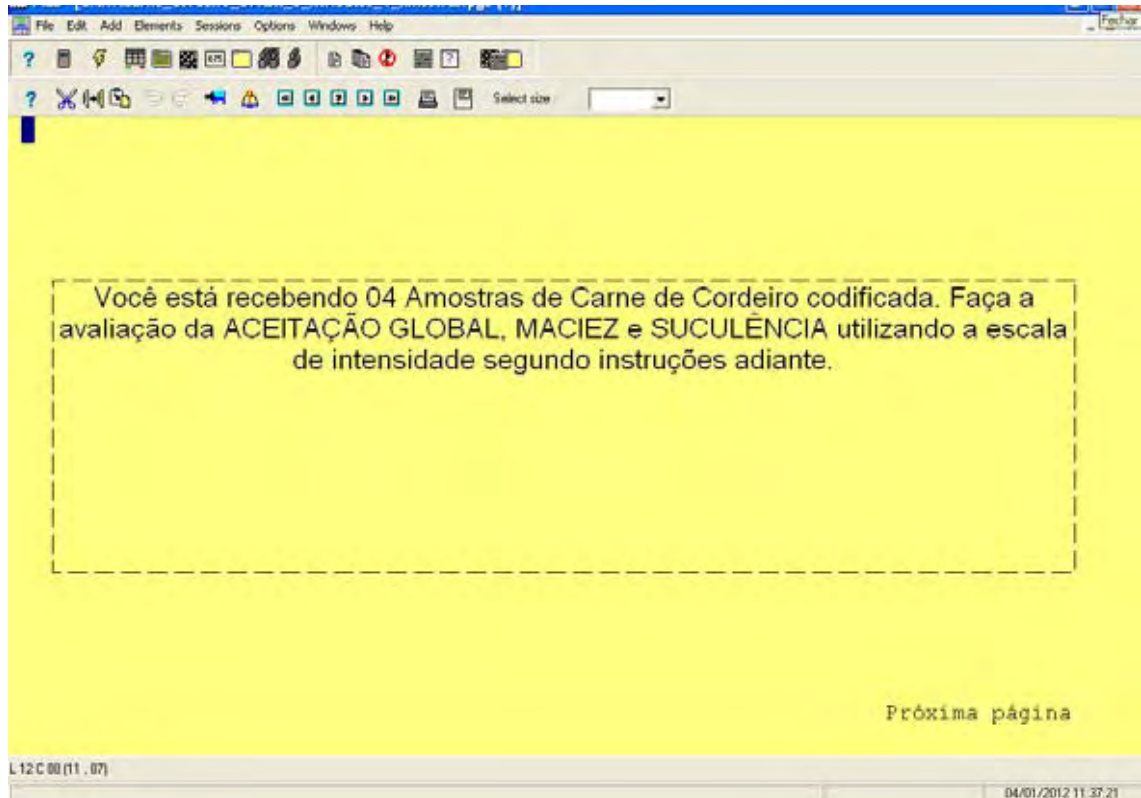 File Edit Add Elements Sessions Options Windows Help
Fechar
Select size
Você está recebendo 04 Amostras de Carne de Cordeiro codificada. Faça a
avaliação da ACEITAÇÃO GLOBAL, MACIEZ e SUCULÊNCIA utilizando a escala
de intensidade segundo instruções adiante.
Próxima página
L 12 C 00 (11 , 07)
04/01/2012 11:37:21